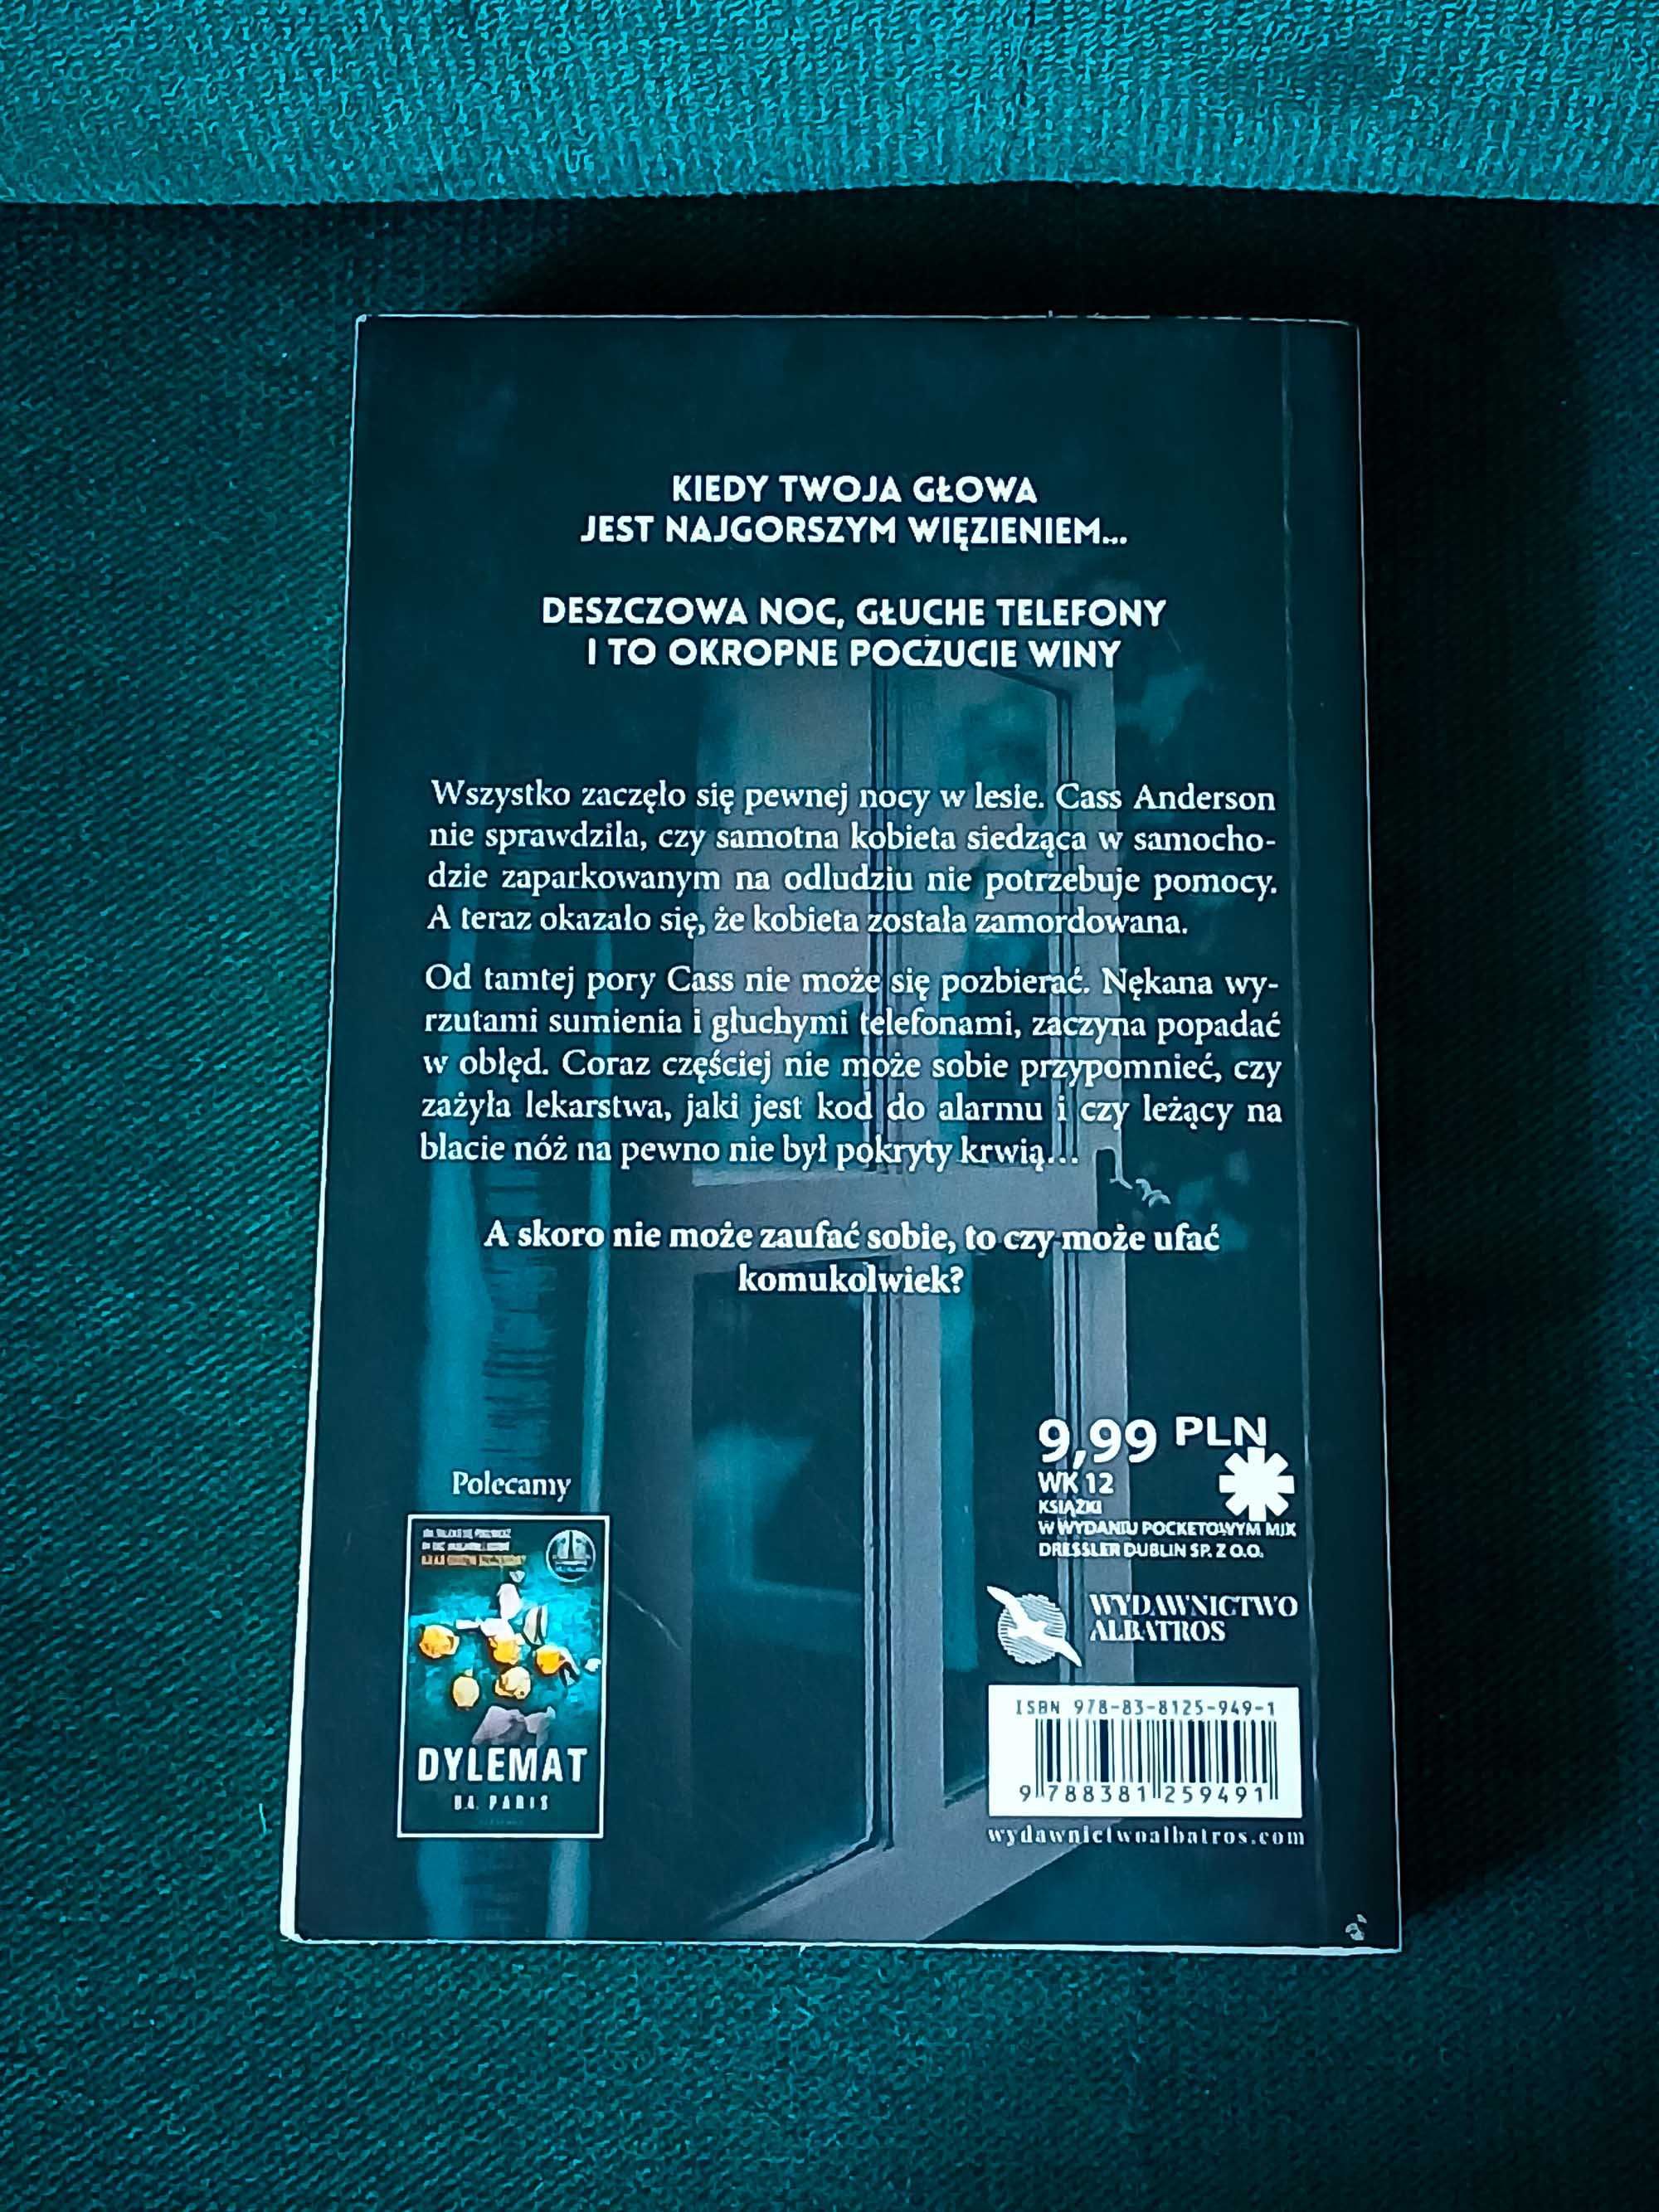 KIEDY TWOJA GŁOWA
JEST NAJGORSZYM WIĘZIENIEM...
DESZCZOWA NOC, GŁUCHE TELEFONY
I TO OKROPNE POCZUCIE WINY
Wszystko zaczęło się pewnej nocy w lesie. Cass Anderson
nie sprawdziła, czy samotna kobieta siedząca w samocho-
dzie zaparkowanym na odludziu nie potrzebuje pomocy.
A teraz okazało się, że kobieta została zamordowana.
Od tamtej pory Cass nie może się pozbierać. Nękana wy-
rzutami sumienia i głuchymi telefonami, zaczyna popadać
w obłęd. Coraz częściej nie może sobie przypomnieć, czy
zażyła lekarstwa, jaki jest kod do alarmu i czy leżący na
blacie nóż na pewno nie był pokryty krwią...
A skoro nie może zaufać sobie, to czy może ufać
komukolwiek?
Polecamy
DYLEMAT
B.A. PARIS
9,99 PLN
WK 12
KSIĄŻKI
W WYDANIU POCKETOWYM MIX
DRESSLER DUBLIN SP. Z O.O.
WYDAWNICTWO
ALBATROS
ISBN 978-83-8125-949-1
9 788381 259491
wydawnictwoalbatros.com